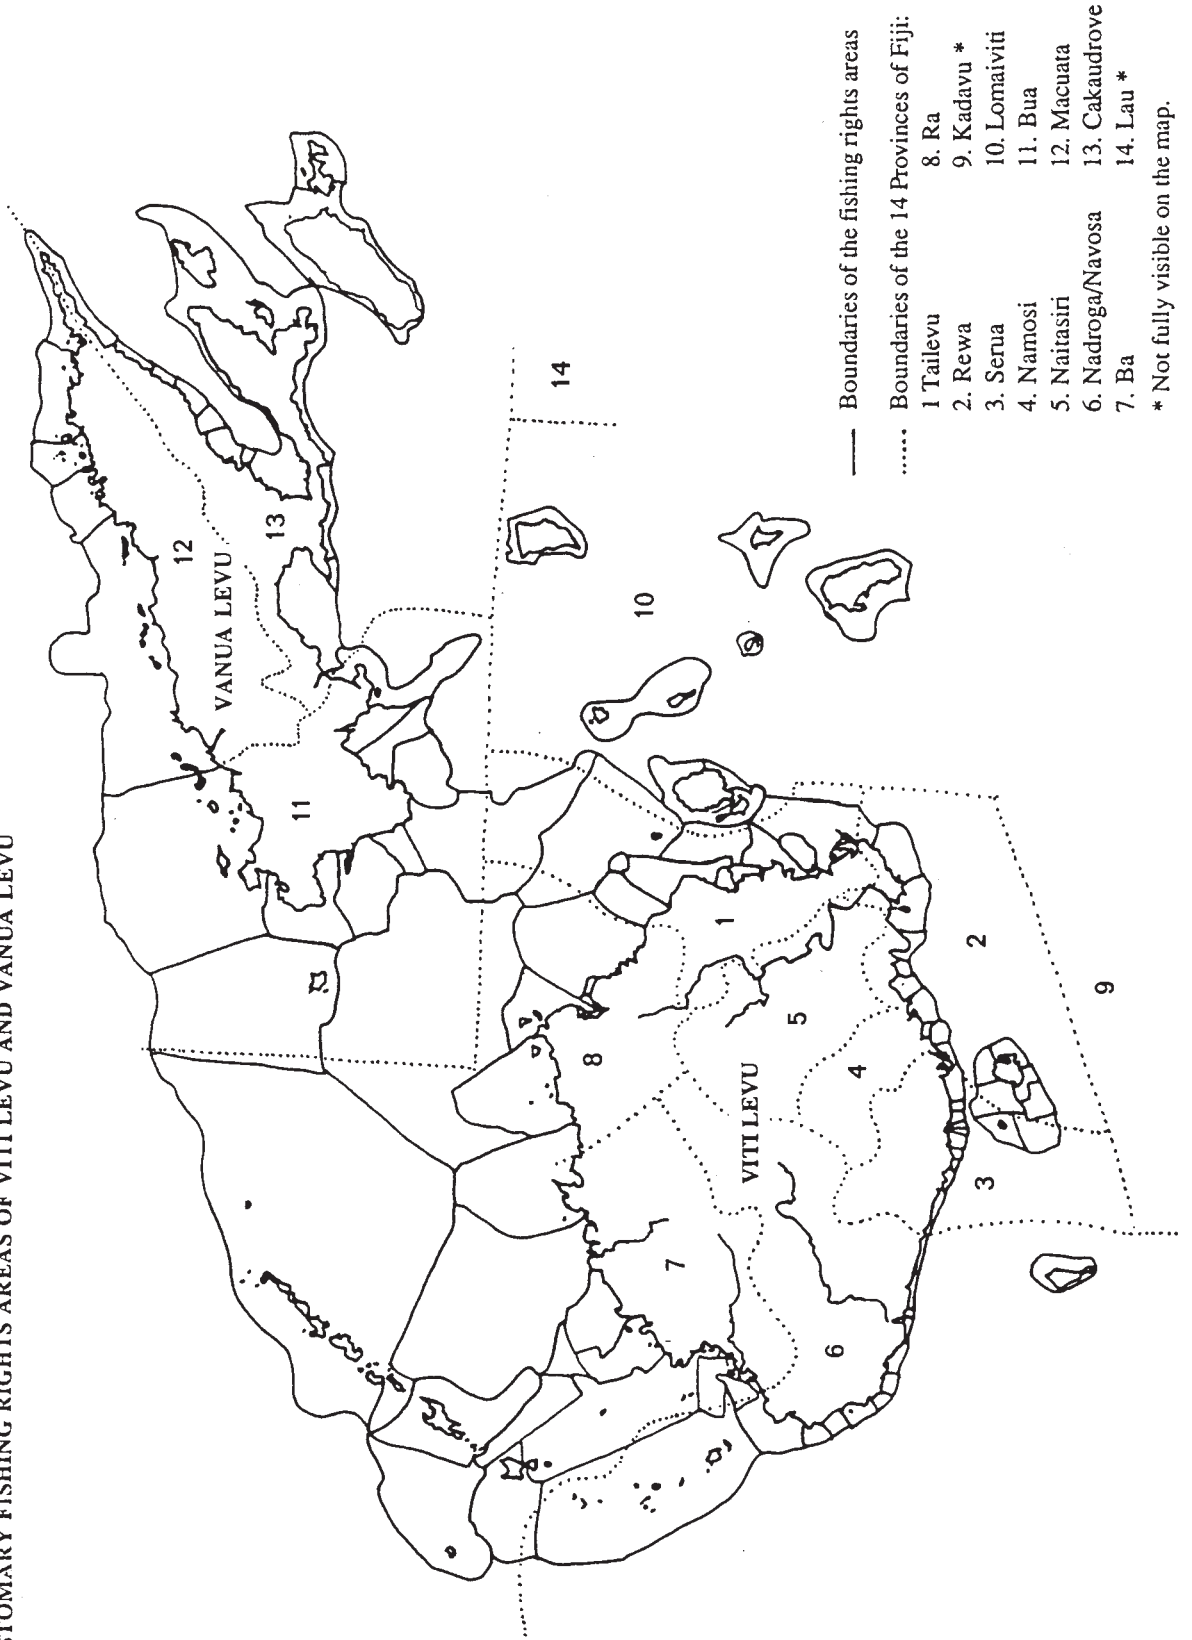 STOMARY FISHING RIGHTS AREAS OF VITI LEVU AND VANUA LEVU
12
VANUA LEVU
13
11
14
10
8
1
7
VITI LEVU
5
4
6
3
2
9
Boundaries of the fishing rights areas
Boundaries of the 14 Provinces of Fiji:
1 Tailevu 8. Ra
2. Rewa 9. Kadavu *
3. Serua 10. Lomaiviti
4. Namosi 11. Bua
5. Naitasiri 12. Macuata
6. Nadroga/Navosa 13. Cakaudrove
7. Ba 14. Lau *
* Not fully visible on the map.